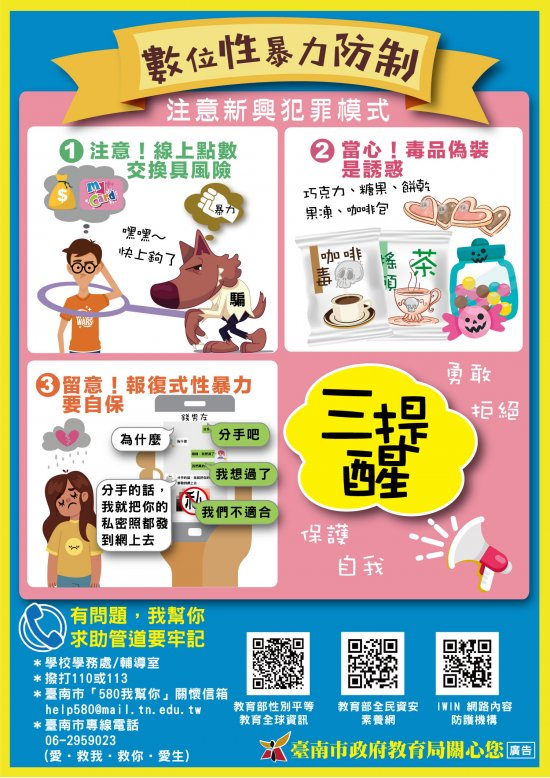 數位性暴力防制
注意新興犯罪模式
1 注意！線上點數
交換具風險
My Card
暴力
嘿嘿～
快上鉤了
騙
2 當心！毒品偽裝
是誘惑
巧克力、糖果、餅乾
果凍、咖啡包
咖啡
毒
茶
搖頭
3 留意！報復式性暴力
要自保
錢男友
為什麼
分手吧
我想過了
分手的話，
我就把你的
私密照都發
到網上去
私
我們不適合
三提醒
勇敢
拒絕
保護
自我
有問題，我幫你
求助管道要牢記
＊學校學務處/輔導室
＊撥打110或113
＊臺南市「580我幫你」關懷信箱
help580@mail.tn.edu.tw
＊臺南市專線電話
06-2959023
(愛·救我·救你·愛生)
教育部性別平等
教育全球資訊
教育部全民資安
素養網
IWIN 網路內容
防護機構
臺南市政府教育局關心您 廣告